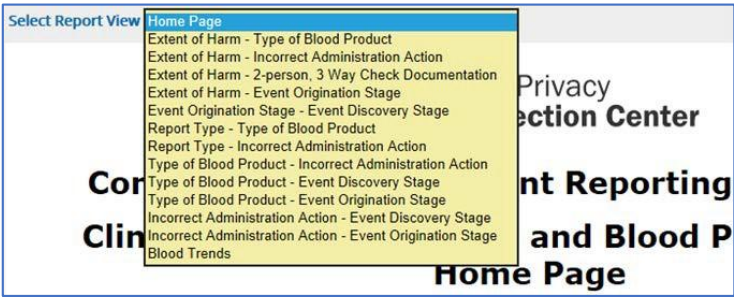 Select Report View Home Page
Extent of Harm - Type of Blood Product
Extent of Harm - Incorrect Administration Action
Extent of Harm - 2-person, 3 Way Check Documentation
Extent of Harm - Event Origination Stage
Event Origination Stage - Event Discovery Stage
Report Type - Type of Blood Product
Report Type - Incorrect Administration Action
Type of Blood Product - Incorrect Administration Action
Type of Blood Product - Event Discovery Stage
Type of Blood Product - Event Origination Stage
Incorrect Administration Action - Event Discovery Stage
Incorrect Administration Action - Event Origination Stage
Blood Trends
Privacy
ction Center
Cor nt Reporting
Clin and Blood P
Home Page